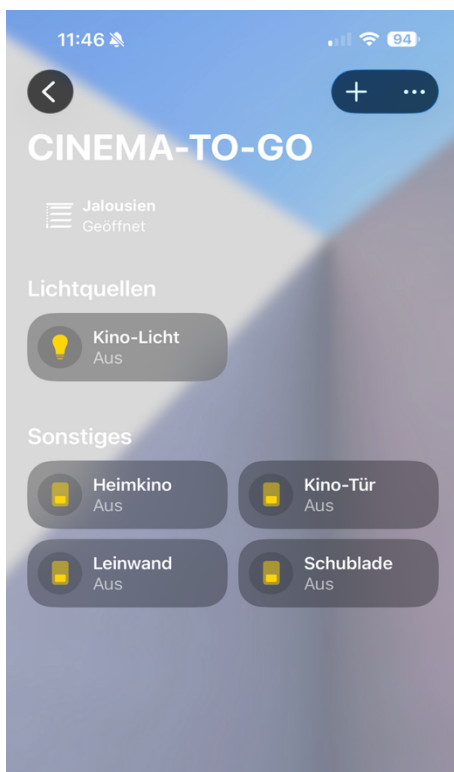 11:46
94
CINEMA-TO-GO
Jalousien
Geöffnet
Lichtquellen
Kino-Licht
Aus
Sonstiges
Heimkino
Aus
Kino-Tür
Aus
Leinwand
Aus
Schublade
Aus